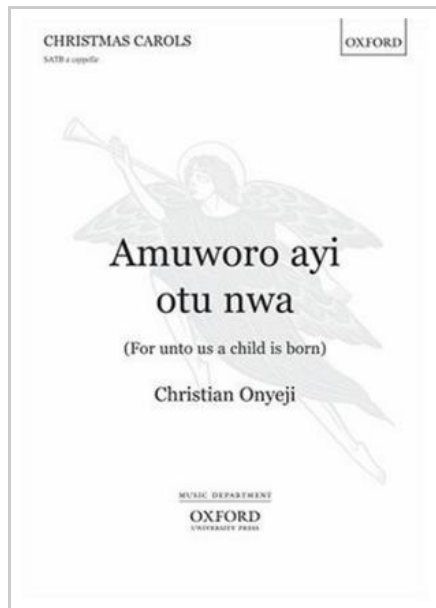 CHRISTMAS CAROLS
OXFORD
SATB a cappella
Amuworo ayi
otu nwa
(For unto us a child is born)
Christian Onyeji
MUSIC DEPARTMENT
OXFORD
UNIVERSITY PRESS